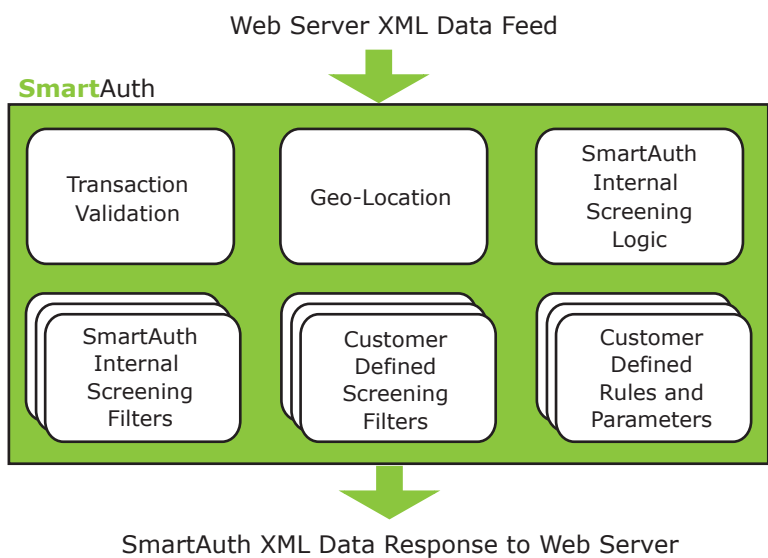 Web Server XML Data Feed
SmartAuth
Transaction
Validation
Geo-Location
SmartAuth
Internal
Screening
Logic
SmartAuth
Internal
Screening
Filters
Customer
Defined
Screening
Filters
Customer
Defined
Rules and
Parameters
SmartAuth XML Data Response to Web Server